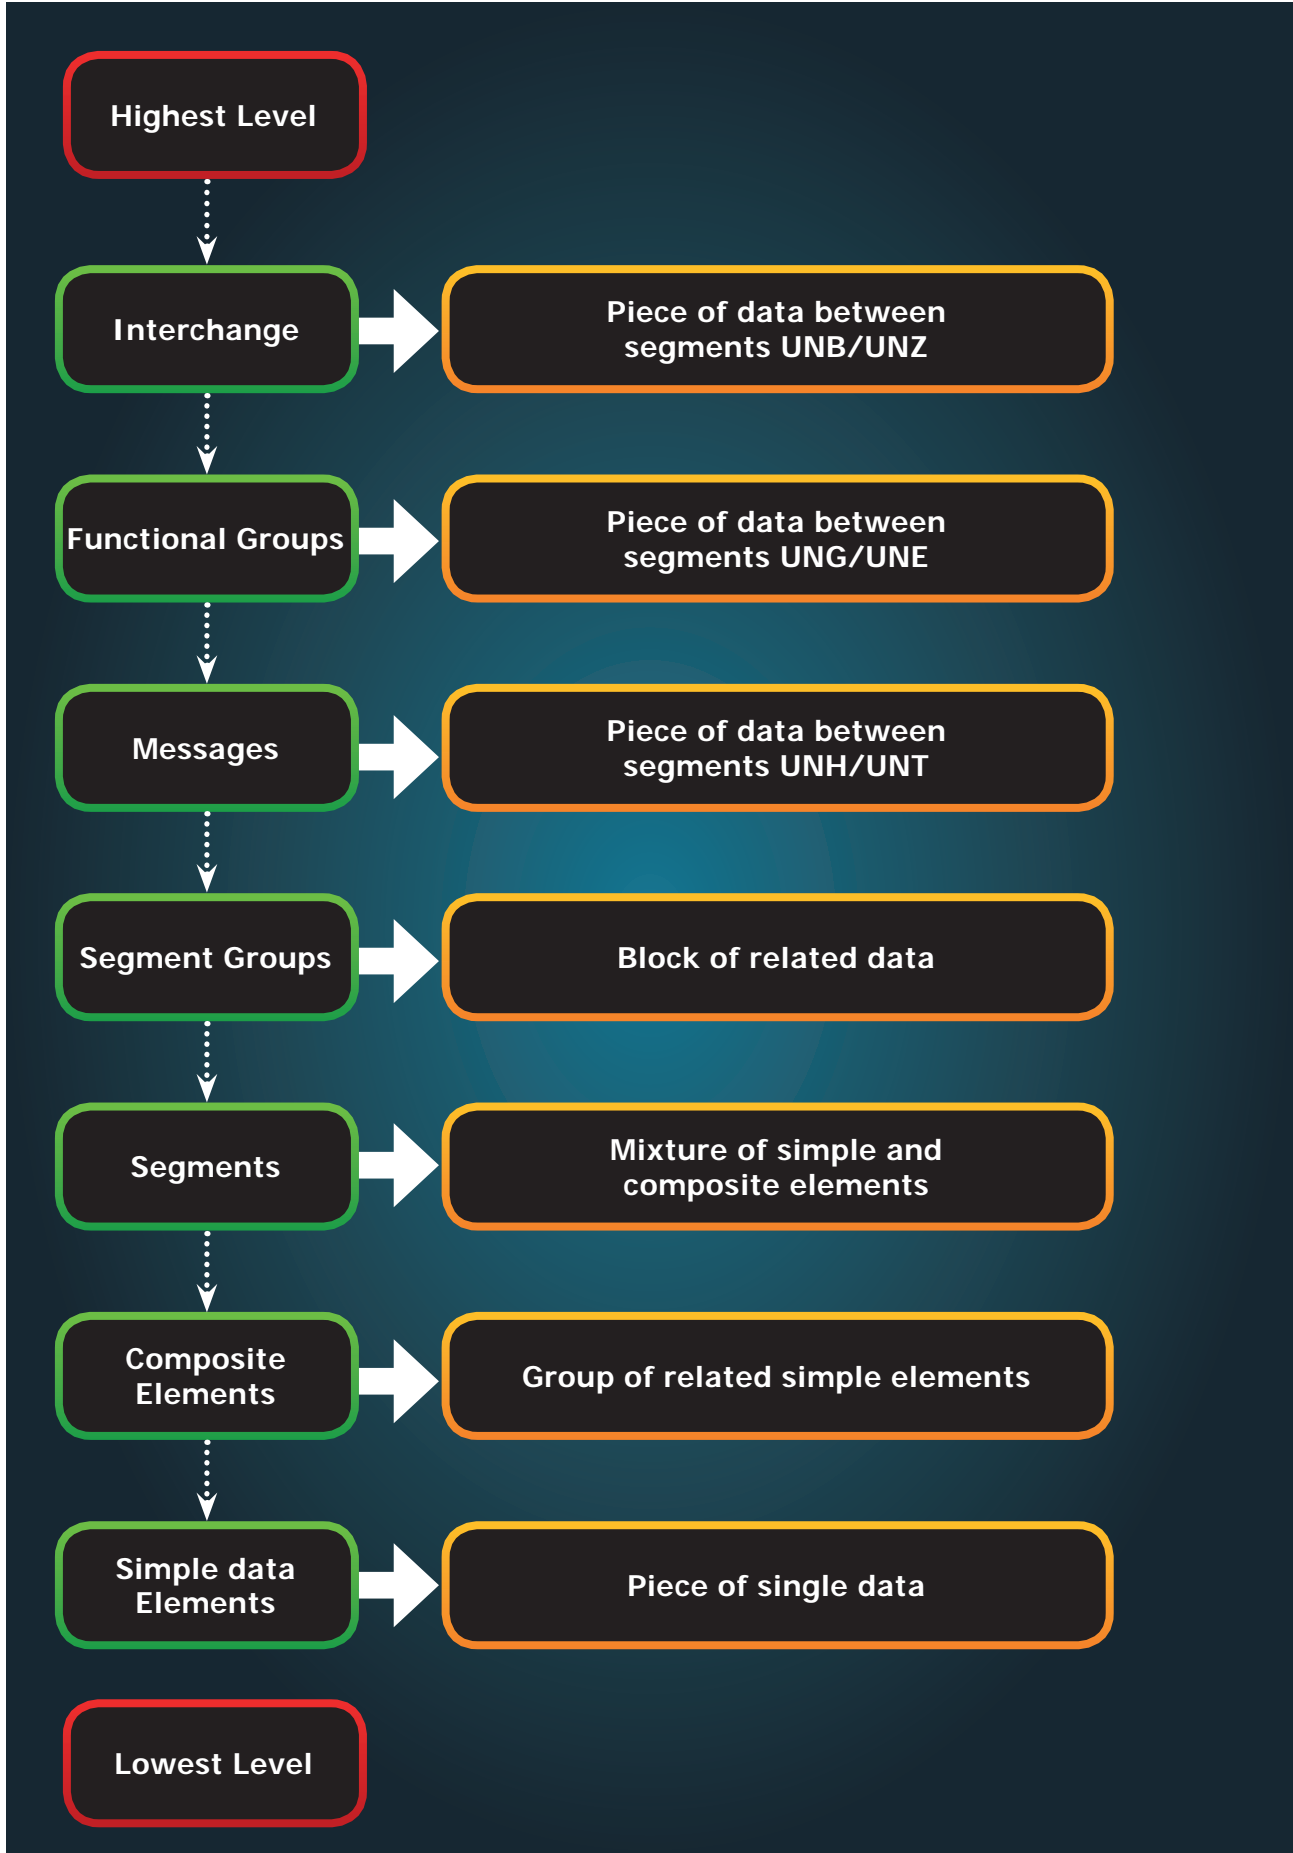 Highest Level
Interchange
Piece of data between
segments UNB/UNZ
Functional Groups
Piece of data between
segments UNG/UNE
Messages
Piece of data between
segments UNH/UNT
Segment Groups
Block of related data
Segments
Mixture of simple and
composite elements
Composite
Elements
Group of related simple elements
Simple data
Elements
Piece of single data
Lowest Level